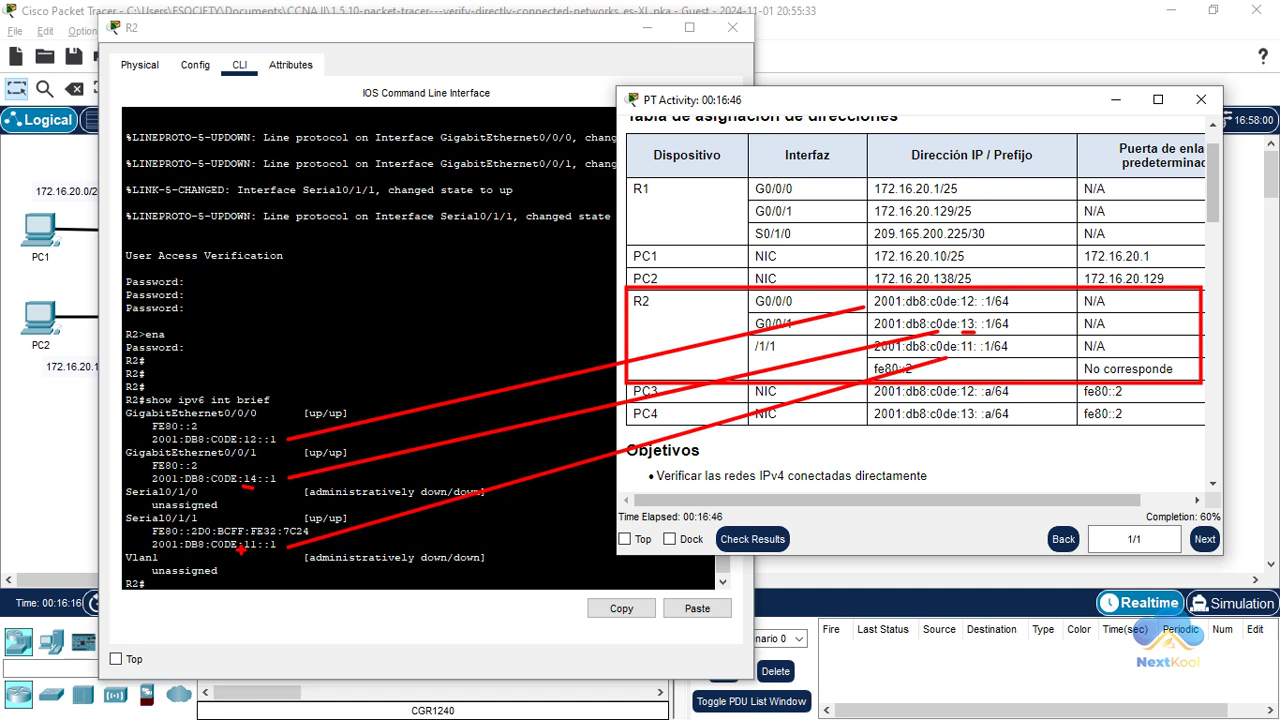 Cisco Packet Tracer - C:\Users\ESOCIETY\Documents\CCNA II\1.5.10-packet-tracer---verify-directly-connected-networks_es-XL.pka - Guest - 2024-11-01 20:55:33
File Edit Option
R2
Physical Config CLI Attributes
IOS Command Line Interface
Logical
172.16.20.0/2
PC1
PC2
%LINEPROTO-5-UPDOWN: Line protocol on Interface GigabitEthernet0/0/0, chang
%LINEPROTO-5-UPDOWN: Line protocol on Interface GigabitEthernet0/0/1, chang
%LINK-5-CHANGED: Interface Serial0/1/1, changed state to up
%LINEPROTO-5-UPDOWN: Line protocol on Interface Serial0/1/1, changed state
User Access Verification
Password:
Password:
Password:
R2>ena
Password:
R2#
R2#
R2#
R2#show ipv6 int brief
GigabitEthernet0/0/0 [up/up]
FE80::2
2001:DB8:C0DE:12::1
GigabitEthernet0/0/1 [up/up]
FE80::2
2001:DB8:C0DE:14::1
Serial0/1/0 [administratively down/down]
unassigned
Serial0/1/1 [up/up]
FE80::2D0:BCFF:FE32:7C24
2001:DB8:C0DE:11::1
Vlan1 [administratively down/down]
unassigned
R2#
Copy Paste
Top
PT Activity: 00:16:46
Tabla de asignación de direcciones
Dispositivo Interfaz Dirección IP / Prefijo Puerta de enla
predeterminad
R1 G0/0/0 172.16.20.1/25 N/A
G0/0/1 172.16.20.129/25 N/A
S0/1/0 209.165.200.225/30 N/A
PC1 NIC 172.16.20.10/25 172.16.20.1
PC2 NIC 172.16.20.138/25 172.16.20.129
R2 G0/0/0 2001:db8:c0de:12: :1/64 N/A
G0/0/1 2001:db8:c0de:13: :1/64 N/A
/1/1 2001:db8:c0de:11: :1/64 N/A
fe80::2 No corresponde
PC3 NIC 2001:db8:c0de:12: :a/64 fe80::2
PC4 NIC 2001:db8:c0de:13: :a/64 fe80::2
Objetivos
• Verificar las redes IPv4 conectadas directamente
Time Elapsed: 00:16:46 Completion: 60%
Top Dock Check Results Back 1/1 Next
16:58:00
Time: 00:16:16
Realtime Simulation
nario 0
Fire Last Status Source Destination Type Color Time(sec) Periodic Num Edit
Delete
Toggle PDU List Window
NextKool
CGR1240